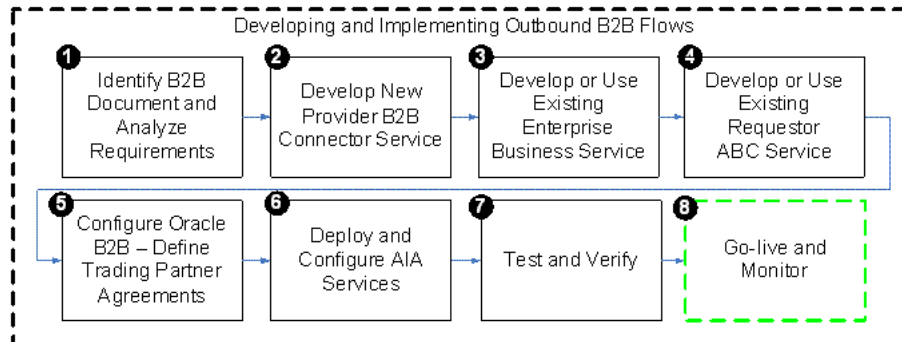 Developing and Implementing Outbound B2B Flows
1
Identify B2B
Document and
Analyze
Requirements
2
Develop New
Provider B2B
Connector Service
3
Develop or Use
Existing
Enterprise
Business Service
4
Develop or Use
Existing
Requestor
ABC Service
5
Configure Oracle
B2B – Define
Trading Partner
Agreements
6
Deploy and
Configure AIA
Services
7
Test and Verify
8
Go-live and
Monitor